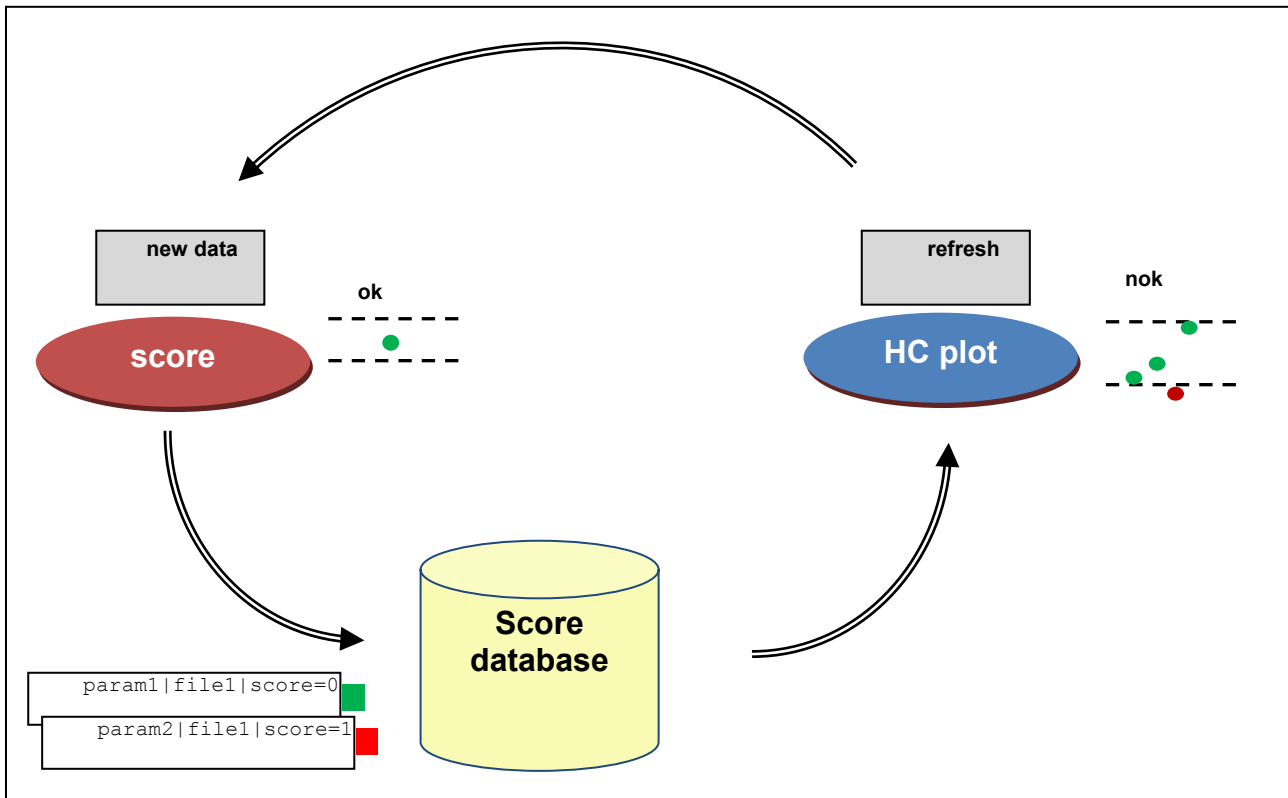 new data
ok
score
refresh
nok
HC plot
Score
database
param1|file1|score=0
param2|file1|score=1